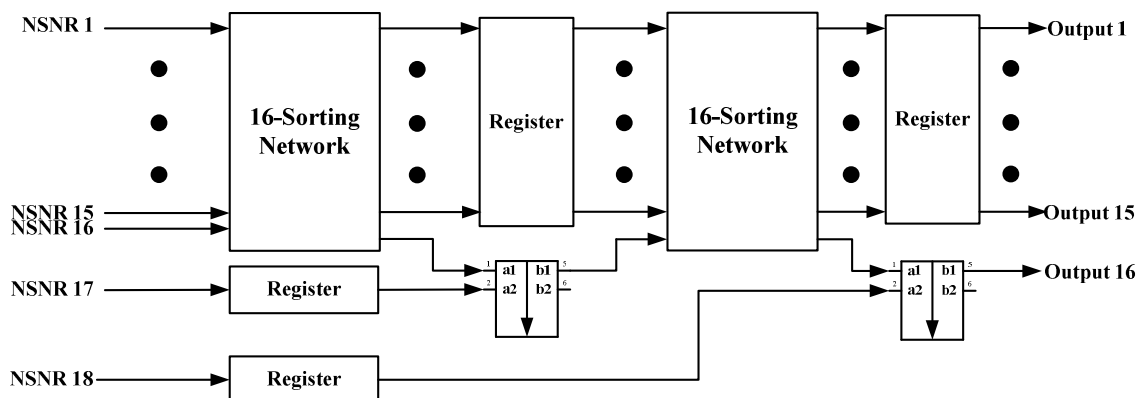 NSNR 1
NSNR 15
NSNR 16
NSNR 17
NSNR 18
16-Sorting
Network
Register
Register
Register
1 a1 b1 5
2 a2 b2 6
16-Sorting
Network
Register
1 a1 b1 5
2 a2 b2 6
Output 1
Output 15
Output 16